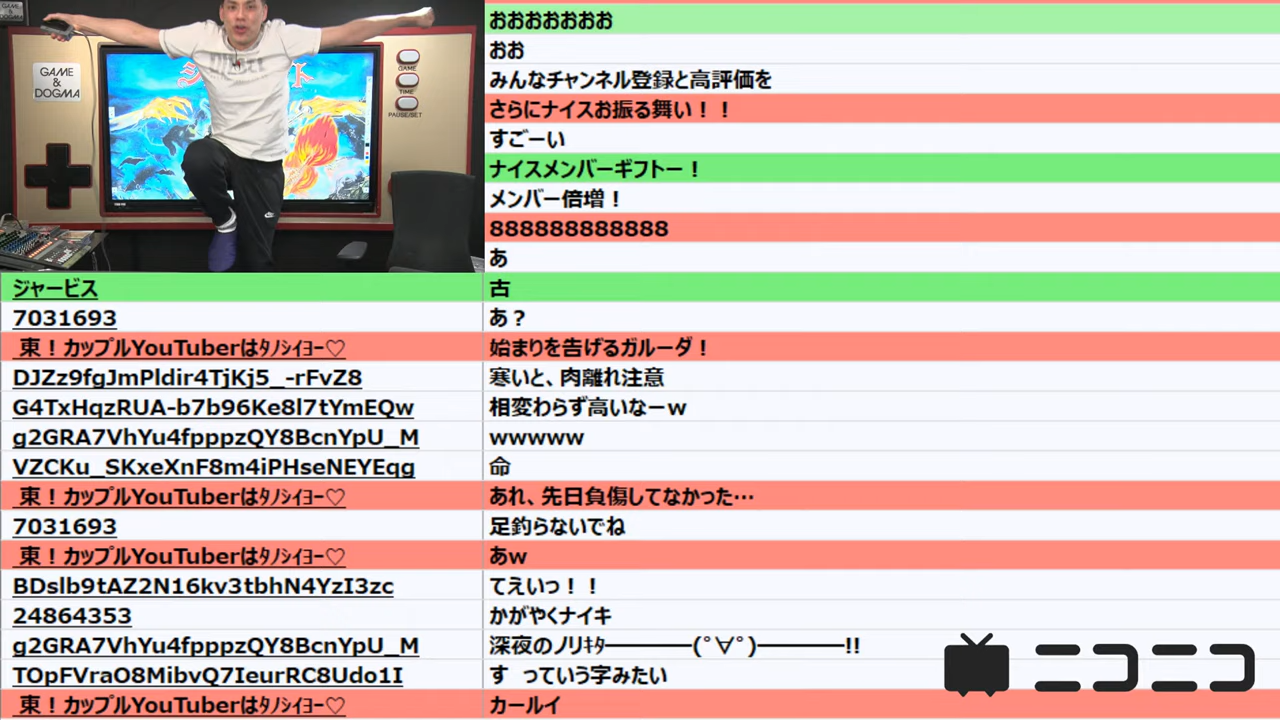 GAME
&
DOGMA
GAME
&
DOGMA
GAME
TIME
PAUSE/SET
おおおおおおお
おお
みんなチャンネル登録と高評価を
さらにナイスお振る舞い！！
すごーい
ナイスメンバーギフトー！
メンバー倍増！
888888888888
あ
ジャービス 古
7031693 あ？
東！カップルYouTuberはﾀﾉｼｲﾖｰ♡ 始まりを告げるガルーダ！
DJZz9fgJmPldir4TjKj5_-rFvZ8 寒いと、肉離れ注意
G4TxHqzRUA-b7b96Ke8l7tYmEQw 相変わらず高いなーｗ
g2GRA7VhYu4fpppzQY8BcnYpU_M wwwww
VZCKu_SKxeXnF8m4iPHseNEYEqg 命
東！カップルYouTuberはﾀﾉｼｲﾖｰ♡ あれ、先日負傷してなかった…
7031693 足釣らないでね
東！カップルYouTuberはﾀﾉｼｲﾖｰ♡ あw
BDslb9tAZ2N16kv3tbhN4YzI3zc てえいっ！！
24864353 かがやくナイキ
g2GRA7VhYu4fpppzQY8BcnYpU_M 深夜のノリｷﾀ━━━━(ﾟ∀ﾟ)━━━━!!
TOpFVraO8MibvQ7IeurRC8Udo1I す　っていう字みたい
東！カップルYouTuberはﾀﾉｼｲﾖｰ♡ カールイ
ニコニコ